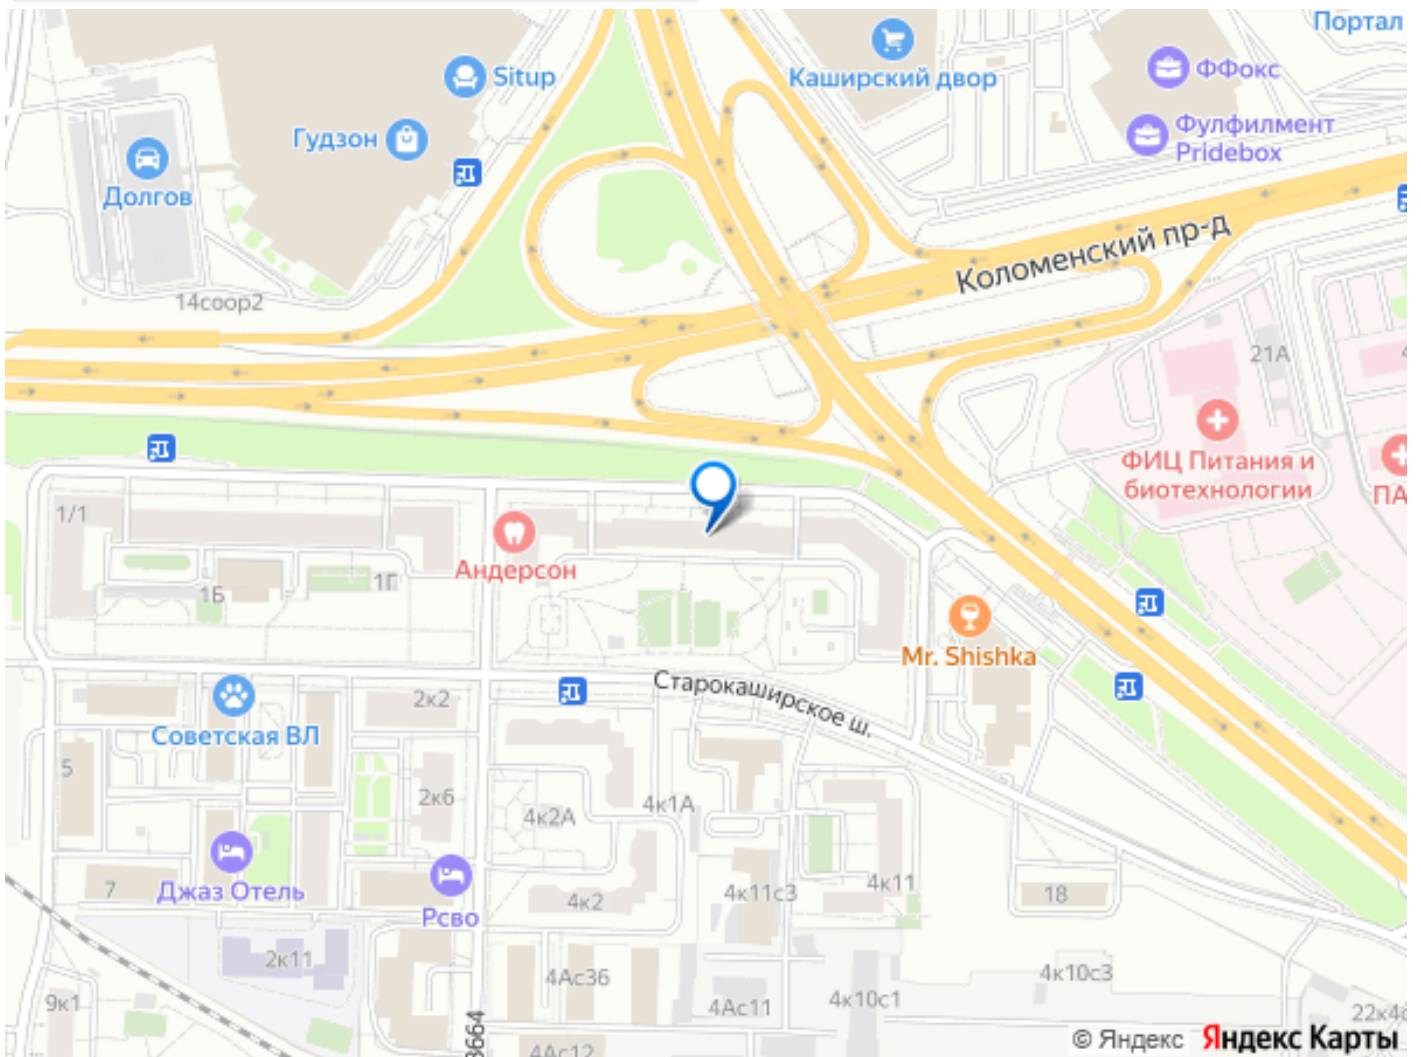 Портал
Каширский двор
ФФокс
Situp
Гудзон
Фулфилмент
Pridebox
Долгов
Коломенский пр-д
14соор2
21А
ФИЦ Питания и
биотехнологии
ПА
1/1
Андерсон
1Б
1Г
Mr. Shishka
Старокаширское ш.
2к2
Советская ВЛ
5
2к6
4к2А
4к1А
7
Джаз Отель
Рсво
4к2
4к11с3
4к11
18
2к11
4Ас36
4Ас11
4к10с1
4к10с3
9к1
22к4с
3664
4Ас12
© Яндекс Яндекс Карты